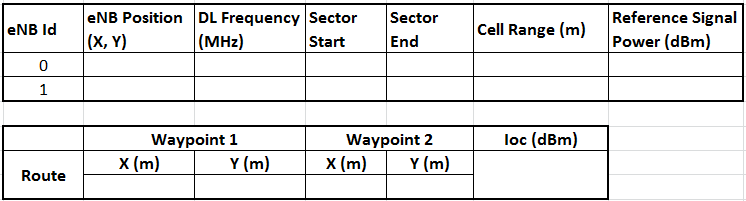 eNB Id eNB Position (X, Y) DL Frequency (MHz) Sector Start Sector End Cell Range (m) Reference Signal Power (dBm)
0
1
Waypoint 1 Waypoint 2 Ioc (dBm)
Route X (m) Y (m) X (m) Y (m)